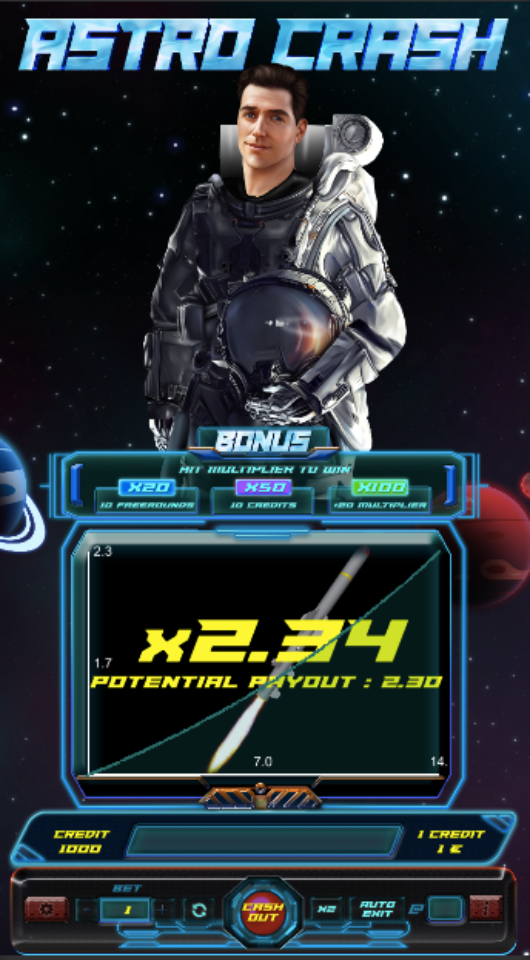 ASTRO CRASH
BONUS
HIT MULTIPLIER TO WIN
X20 X50 X100
10 FREEROUNDS 10 CREDITS +20 MULTIPLIER
2.3
x2.34
1.7
POTENTIAL PAYOUT : 2.30
7.0 14.
CREDIT 1 CREDIT
1000 1 €
BET
- 1 + CASH OUT X2 AUTO EXIT @